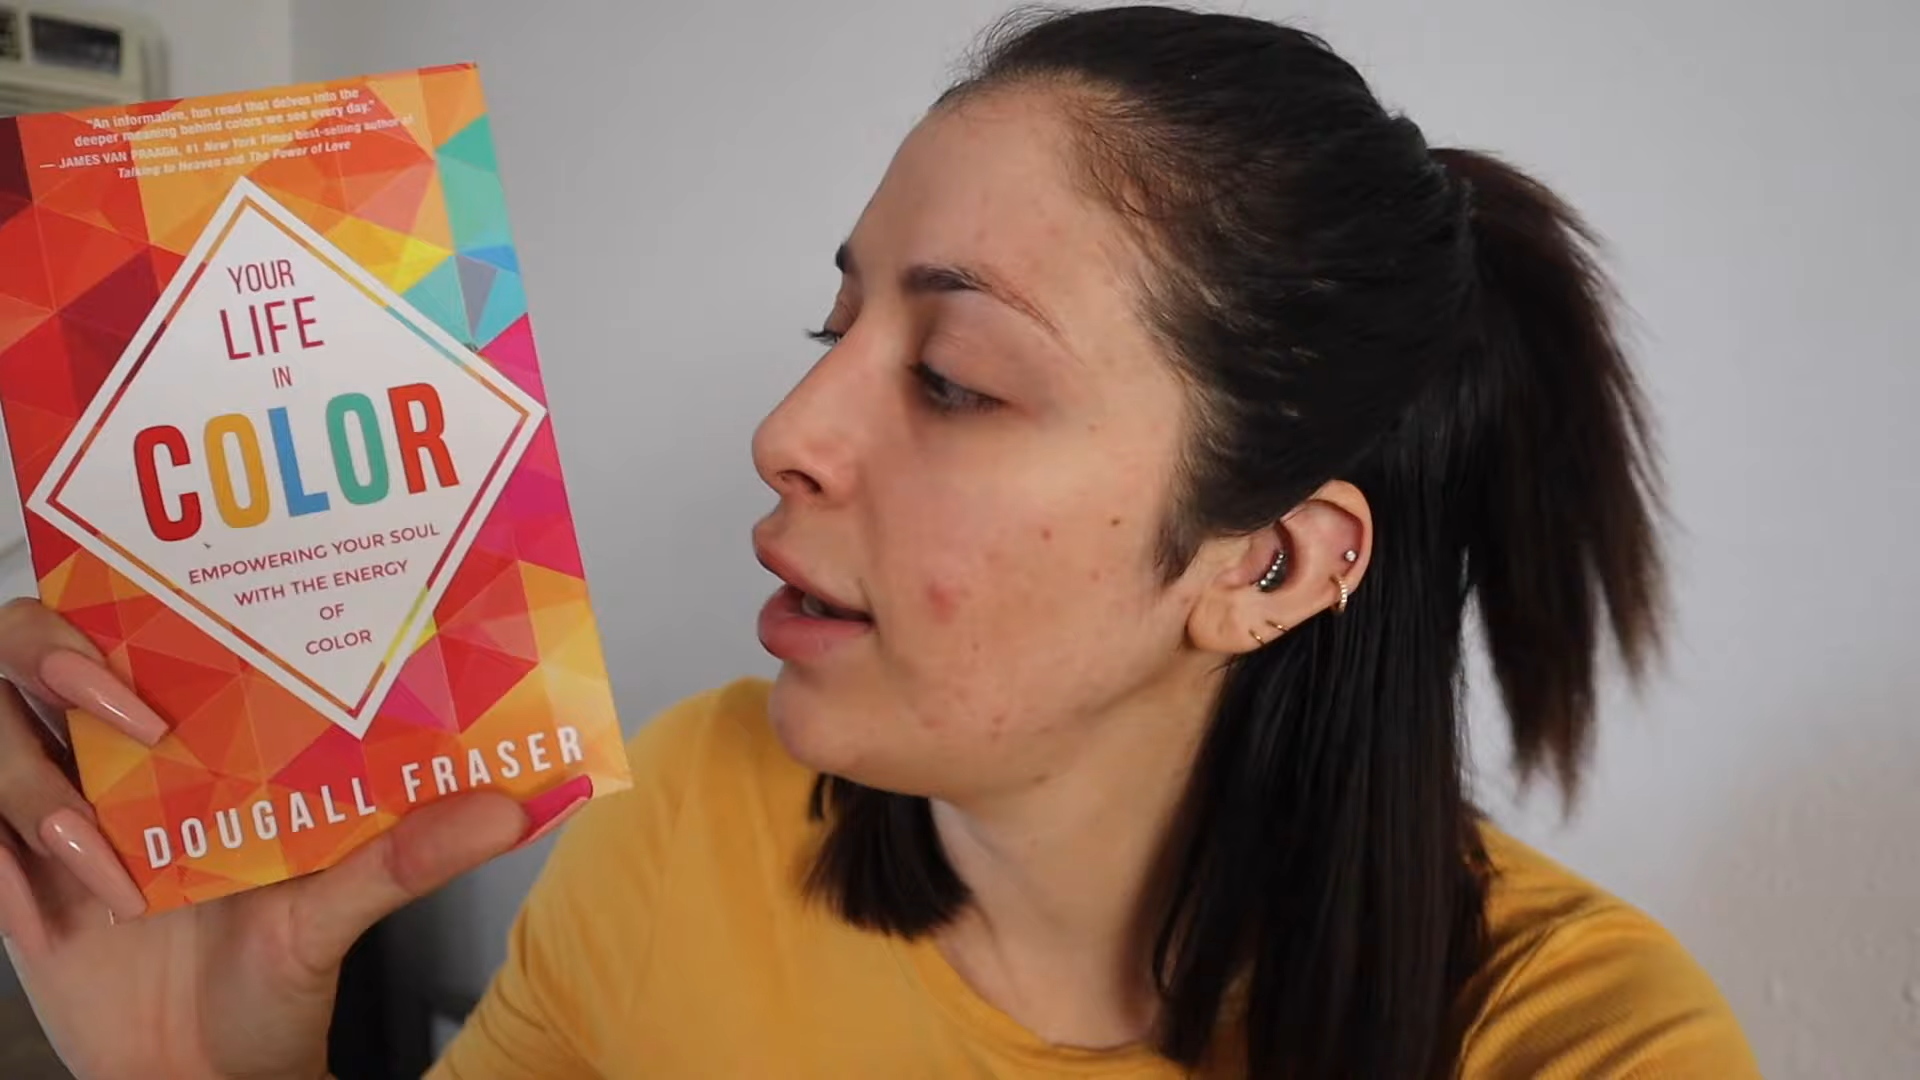 "An informative, fun read that delves into the
deeper meaning behind colors we see every day."
— JAMES VAN PRAAGH, #1 New York Times best-selling author of
Talking to Heaven and The Power of Love
YOUR
LIFE
IN
COLOR
EMPOWERING YOUR SOUL
WITH THE ENERGY
OF
COLOR
DOUGALL FRASER